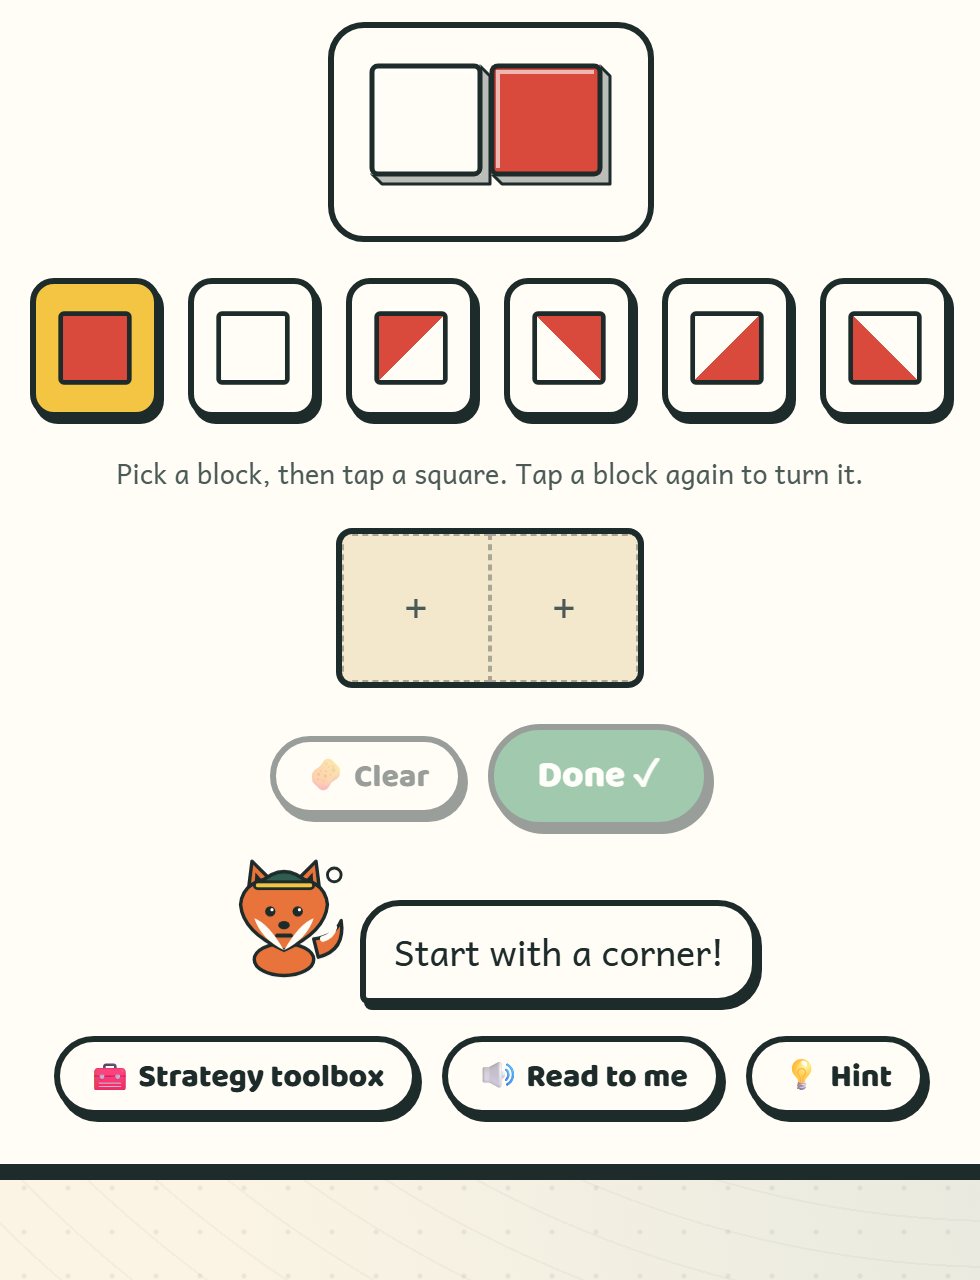 Pick a block, then tap a square. Tap a block again to turn it.
+ +
Clear
Done ✓
Start with a corner!
Strategy toolbox
Read to me
Hint